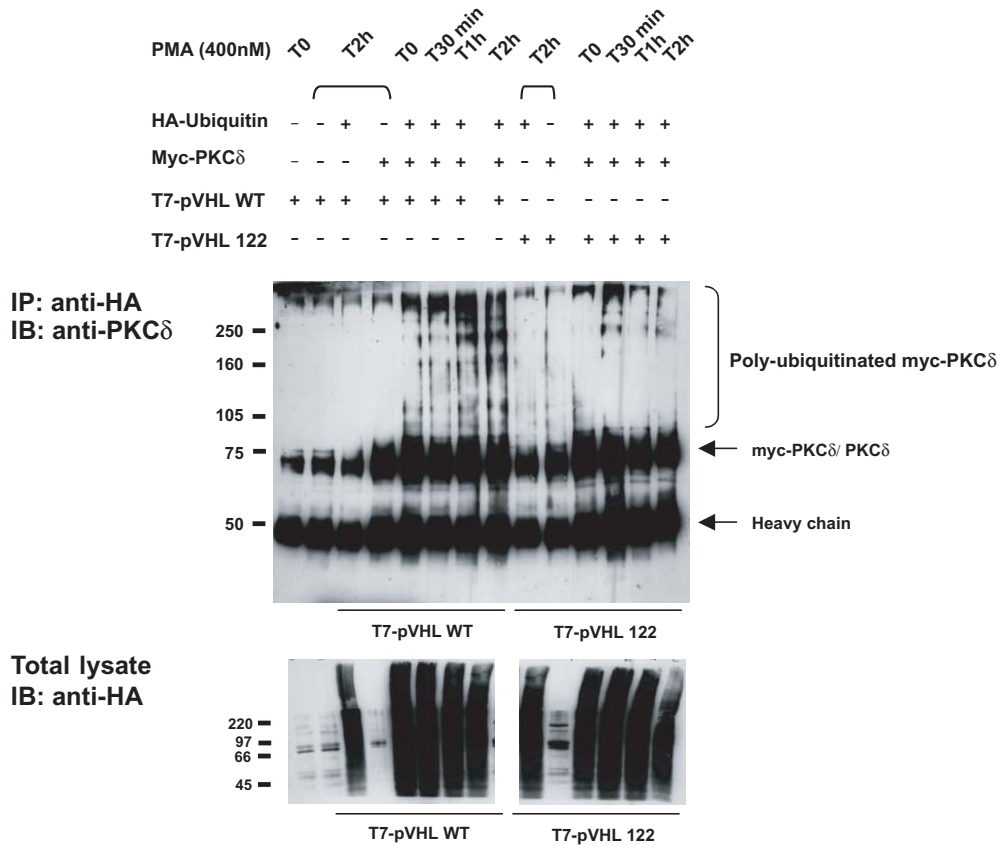 PMA (400nM) T0 T2h T0 T30 min T1h T2h T2h T0 T30 min T1h T2h
HA-Ubiquitin - - + - + + + + + - + + + +
Myc-PKCδ - - - + + + + + - + + + + +
T7-pVHL WT + + + + + + + + - - - - - -
T7-pVHL 122 - - - - - - - - + + + + + +
IP: anti-HA
IB: anti-PKCδ
250
160
105
75
50
Poly-ubiquitinated myc-PKCδ
myc-PKCδ/ PKCδ
Heavy chain
T7-pVHL WT T7-pVHL 122
Total lysate
IB: anti-HA
220
97
66
45
T7-pVHL WT T7-pVHL 122